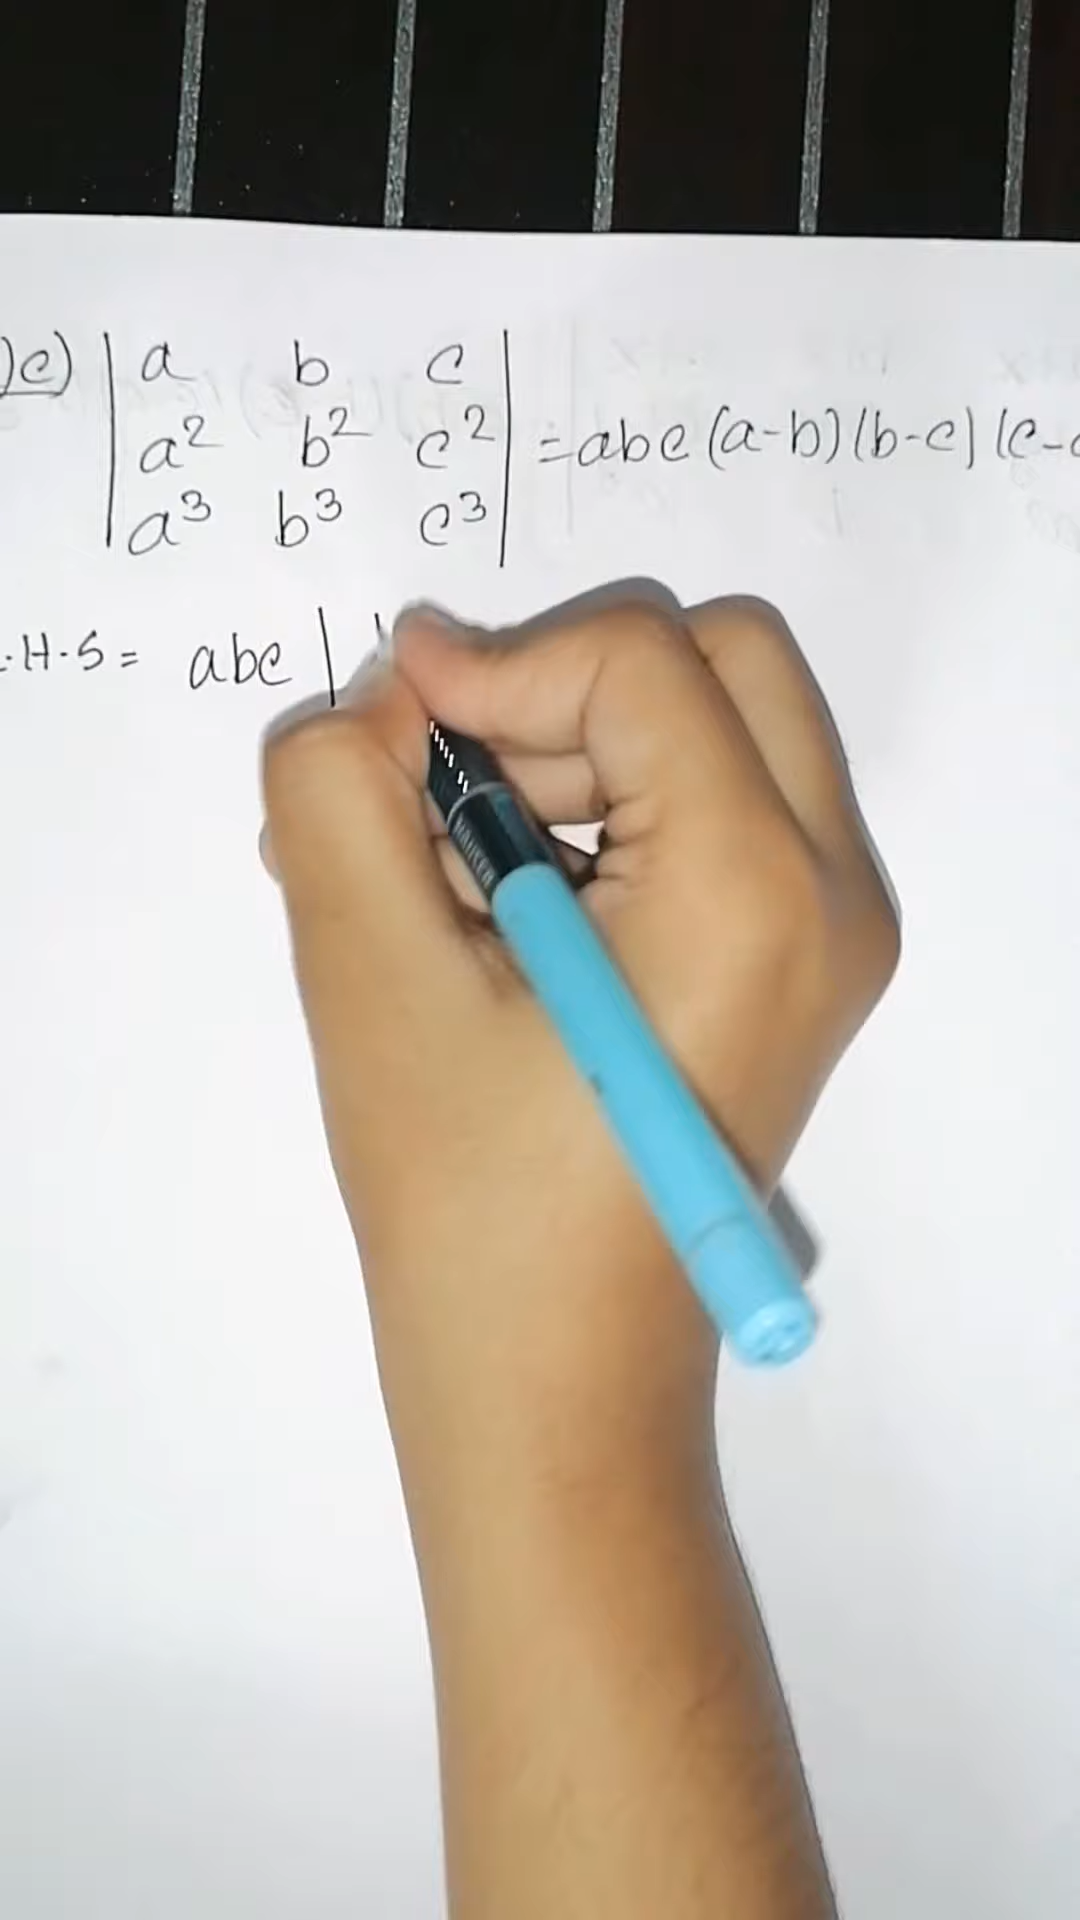 )c) | a b c |
| a² b² c² | = abc (a-b) (b-c) (c-
| a³ b³ c³ |
.H.S = abc |